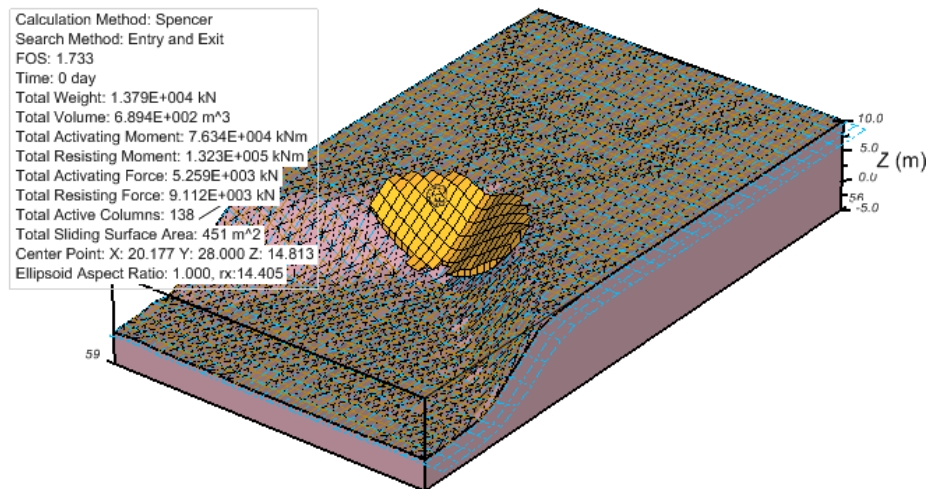 Calculation Method: Spencer
Search Method: Entry and Exit
FOS: 1.733
Time: 0 day
Total Weight: 1.379E+004 kN
Total Volume: 6.894E+002 m^3
Total Activating Moment: 7.634E+004 kNm
Total Resisting Moment: 1.323E+005 kNm
Total Activating Force: 5.259E+003 kN
Total Resisting Force: 9.112E+003 kN
Total Active Columns: 138
Total Sliding Surface Area: 451 m^2
Center Point: X: 20.177 Y: 28.000 Z: 14.813
Ellipsoid Aspect Ratio: 1.000, rx:14.405
10.0
5.0
Z (m)
0.0
56
-5.0
59